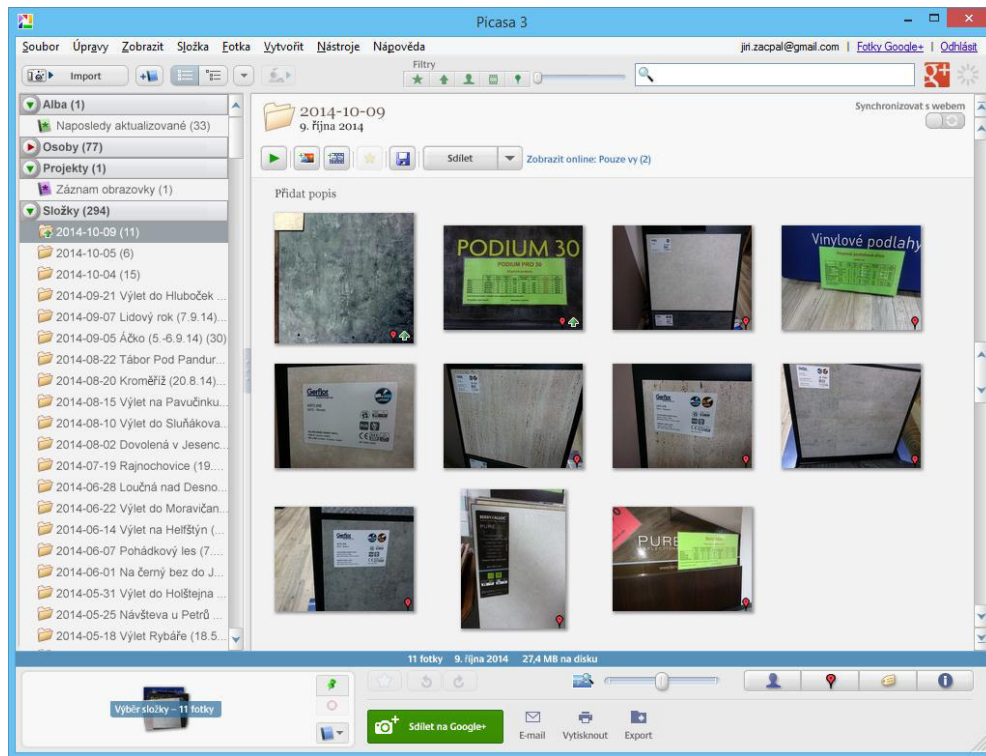 Picasa 3
Soubor Úpravy Zobrazit Složka Fotka Vytvořit Nástroje Nápověda
jiri.zacpal@gmail.com | Fotky Google+ | Odhlásit
Import
Filtry
g+
Alba (1)
Naposledy aktualizované (33)
Osoby (77)
Projekty (1)
Záznam obrazovky (1)
Složky (294)
2014-10-09 (11)
2014-10-05 (6)
2014-10-04 (15)
2014-09-21 Výlet do Hluboček ...
2014-09-07 Lidový rok (7.9.14)...
2014-09-05 Áčko (5.-6.9.14) (30)
2014-08-22 Tábor Pod Pandur...
2014-08-20 Kroměříž (20.8.14)...
2014-08-15 Výlet na Pavučinku...
2014-08-10 Výlet do Sluňákova...
2014-08-02 Dovolená v Jesenc...
2014-07-19 Rajnochovice (19....
2014-06-28 Loučná nad Desno...
2014-06-22 Výlet do Moravičan...
2014-06-14 Výlet na Helfštýn (...
2014-06-07 Pohádkový les (7....
2014-06-01 Na černý bez do J...
2014-05-31 Výlet do Holštejna ...
2014-05-25 Návšteva u Petrů ...
2014-05-18 Výlet Rybáře (18.5...
2014-10-09
9. října 2014
Synchronizovat s webem
Sdílet
Zobrazit online: Pouze vy (2)
Přidat popis
PODIUM 30
PODIUM PRO 30
Vinylové podlahy
Gerflor
Gerflor
Gerflor
PURE
PURE
11 fotky 9. října 2014 27,4 MB na disku
Výběr složky – 11 fotky
Sdílet na Google+
E-mail
Vytisknout
Export